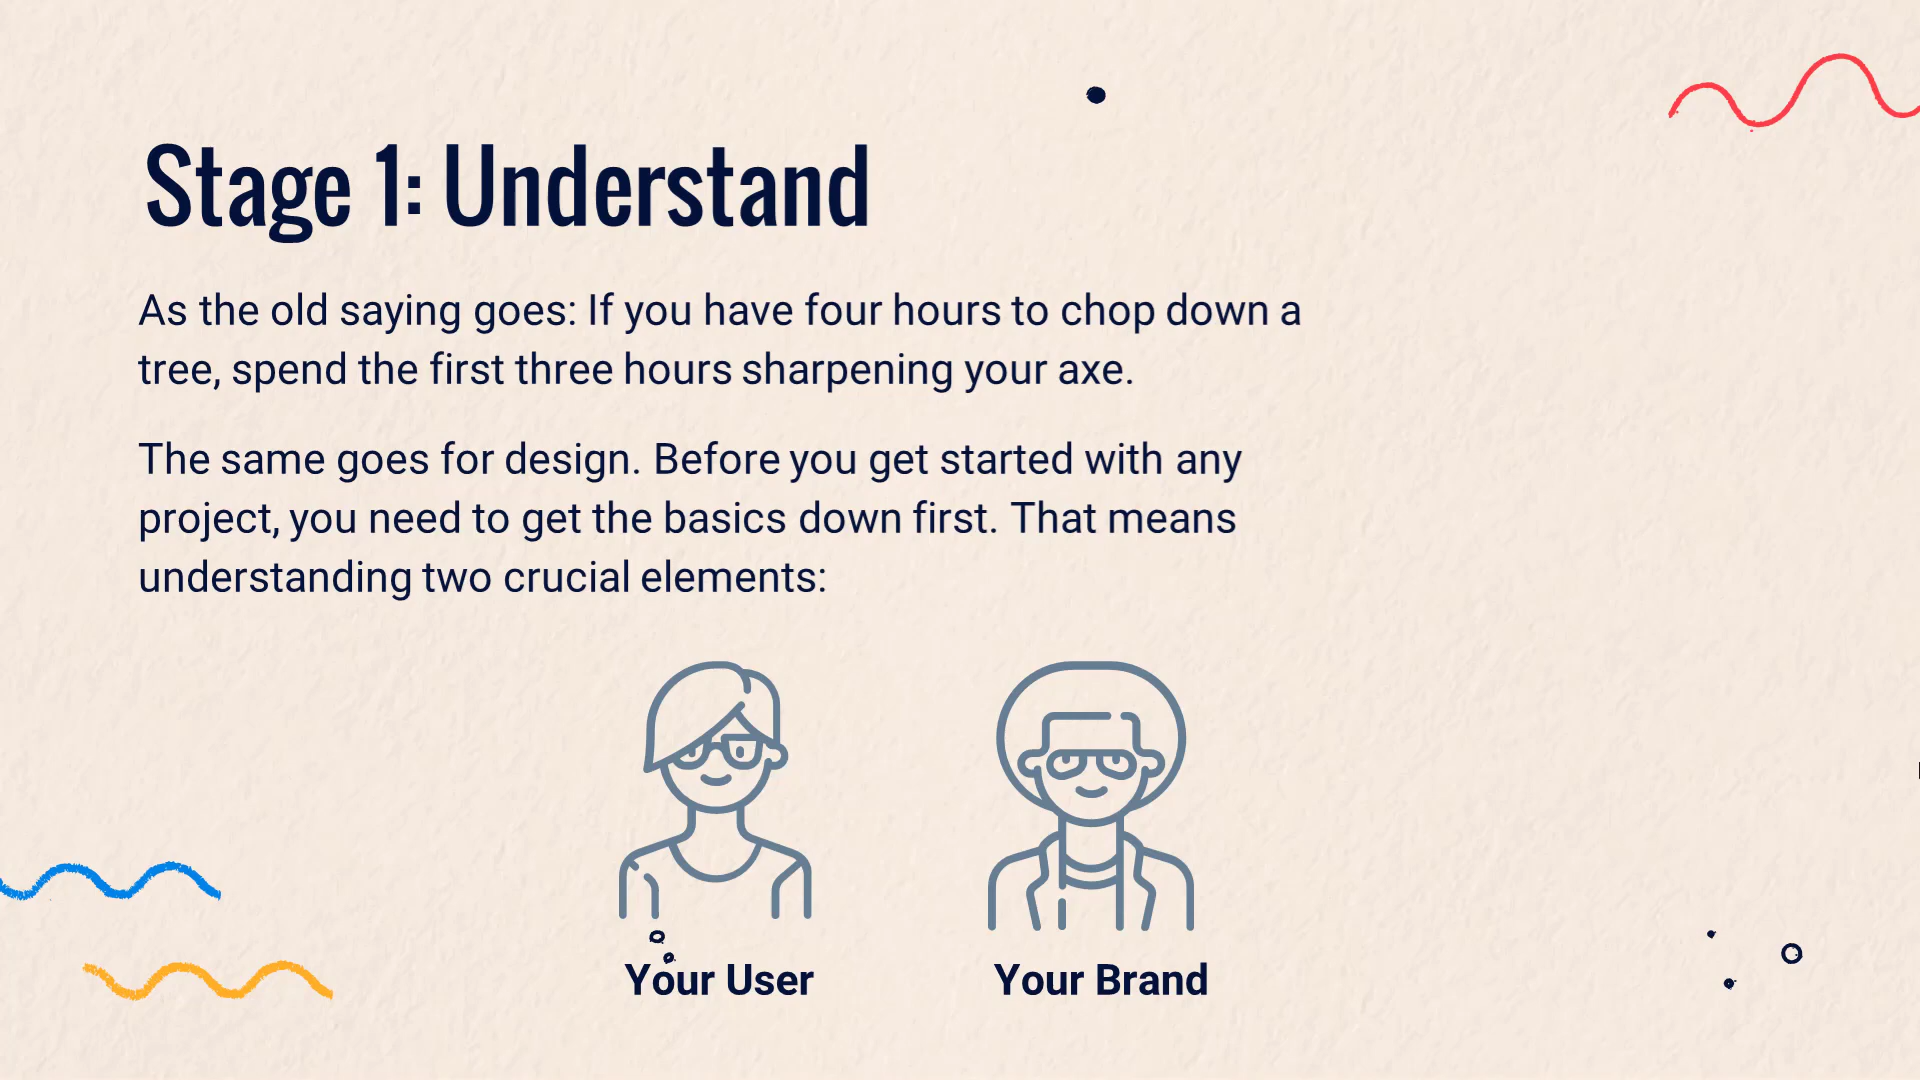 Stage 1: Understand
As the old saying goes: If you have four hours to chop down a
tree, spend the first three hours sharpening your axe.
The same goes for design. Before you get started with any
project, you need to get the basics down first. That means
understanding two crucial elements:
Your User
Your Brand